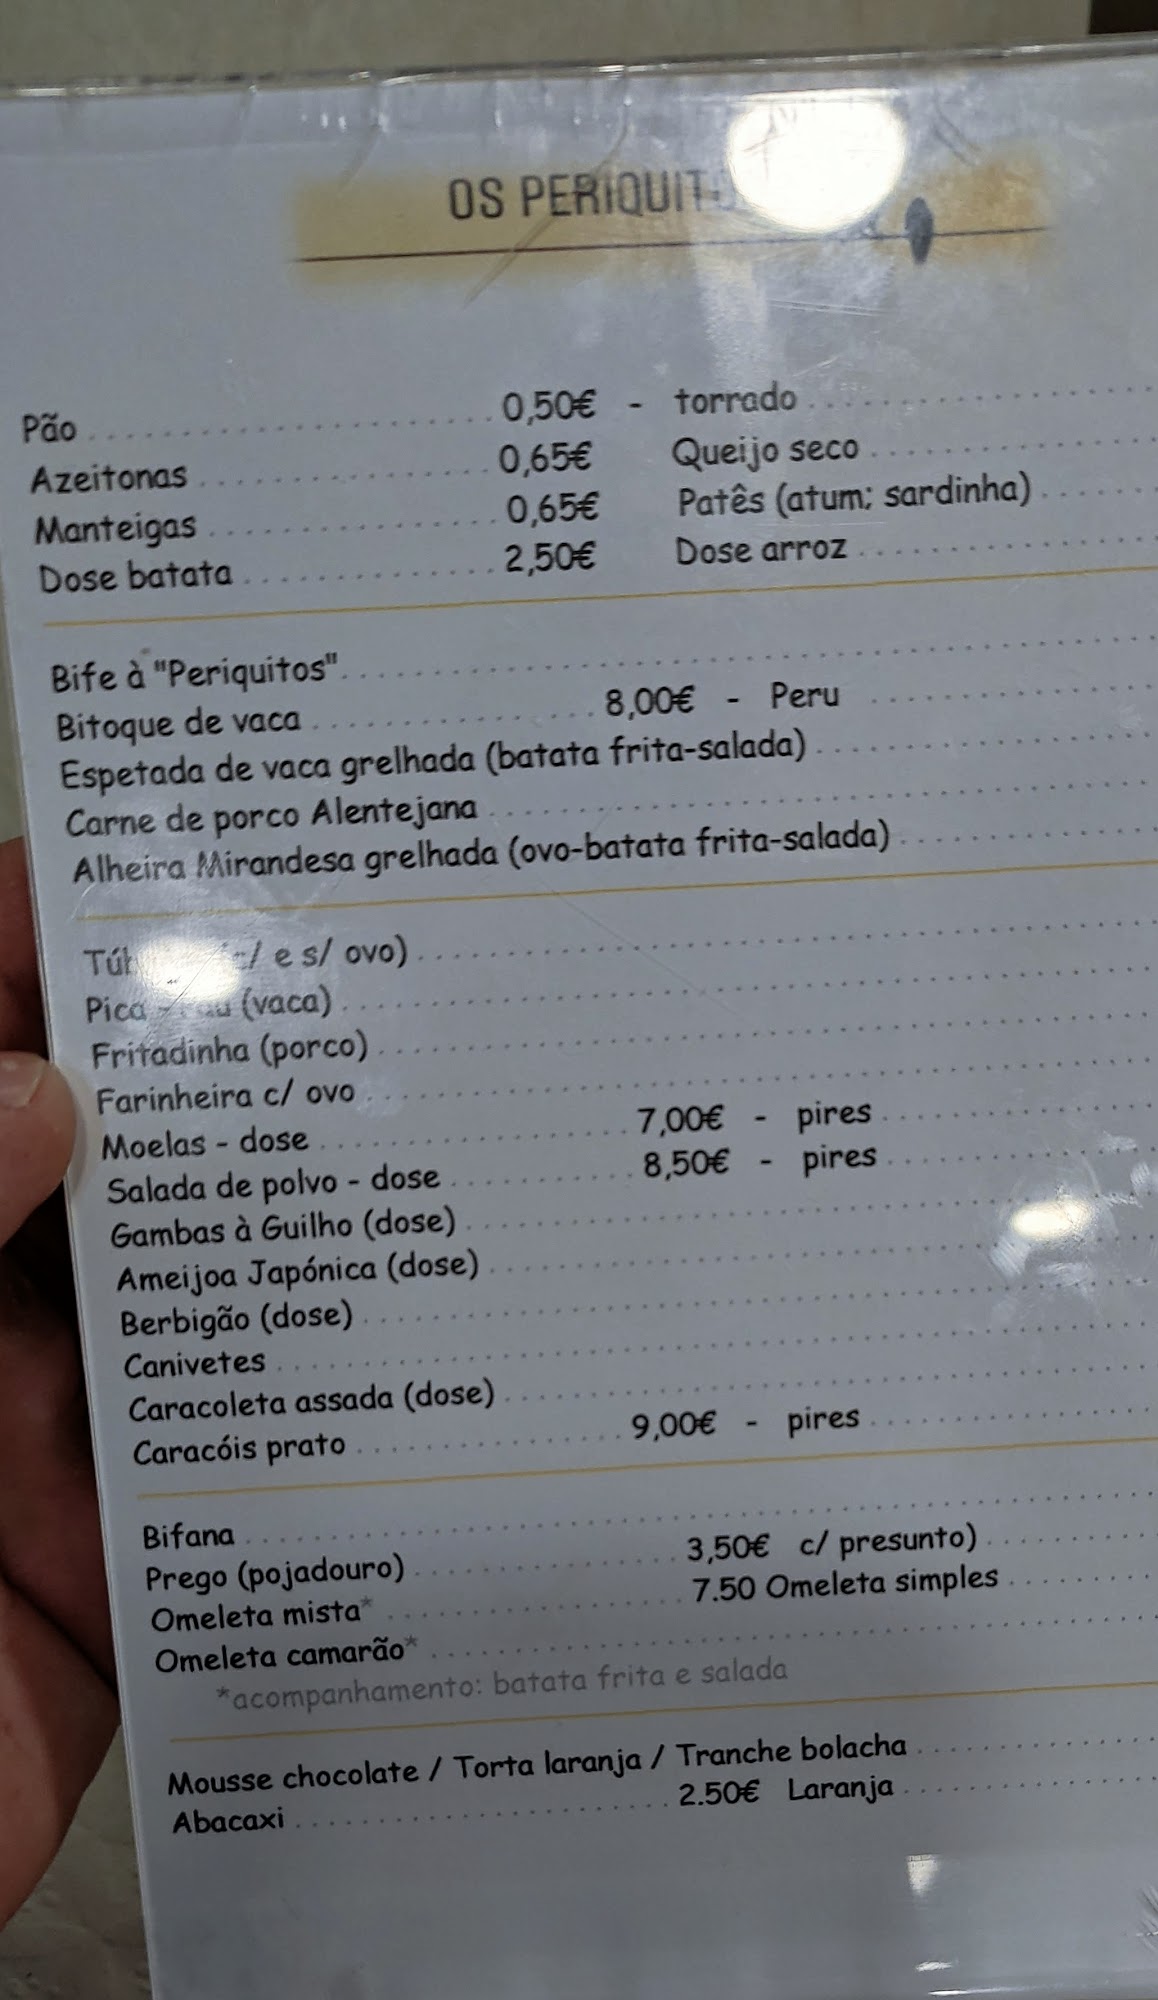 OS
Pão 0,50€ - torrado
Azeitonas 0,65€ Queijo seco
Manteigas 0,65€ Patês (atum; sardinha)
Dose batata 2,50€ Dose arroz
Bife à "Periquitos"
Bitoque de vaca 8,00€ - Peru
Espetada de vaca grelhada (batata frita-salada)
Carne de porco Alentejana
Alheira Mirandesa grelhada (ovo-batata frita-salada)
e s/ ovo)
Pica (vaca)
Fritadinha (porco)
Farinheira c/ ovo
Moelas - dose 7,00€ - pires
Salada de polvo - dose 8,50€ - pires
Gambas à Guilho (dose)
Ameijoa Japónica (dose)
Berbigão (dose)
Canivetes
Caracoleta assada (dose)
Caracóis prato 9,00€ - pires
Bifana
Prego (pojadouro) 3,50€ c/ presunto)
Omeleta mista* 7.50 Omeleta simples
Omeleta camarão*
*acompanhamento: batata frita e salada
Mousse chocolate / Torta laranja / Tranche bolacha
Abacaxi 2.50€ Laranja